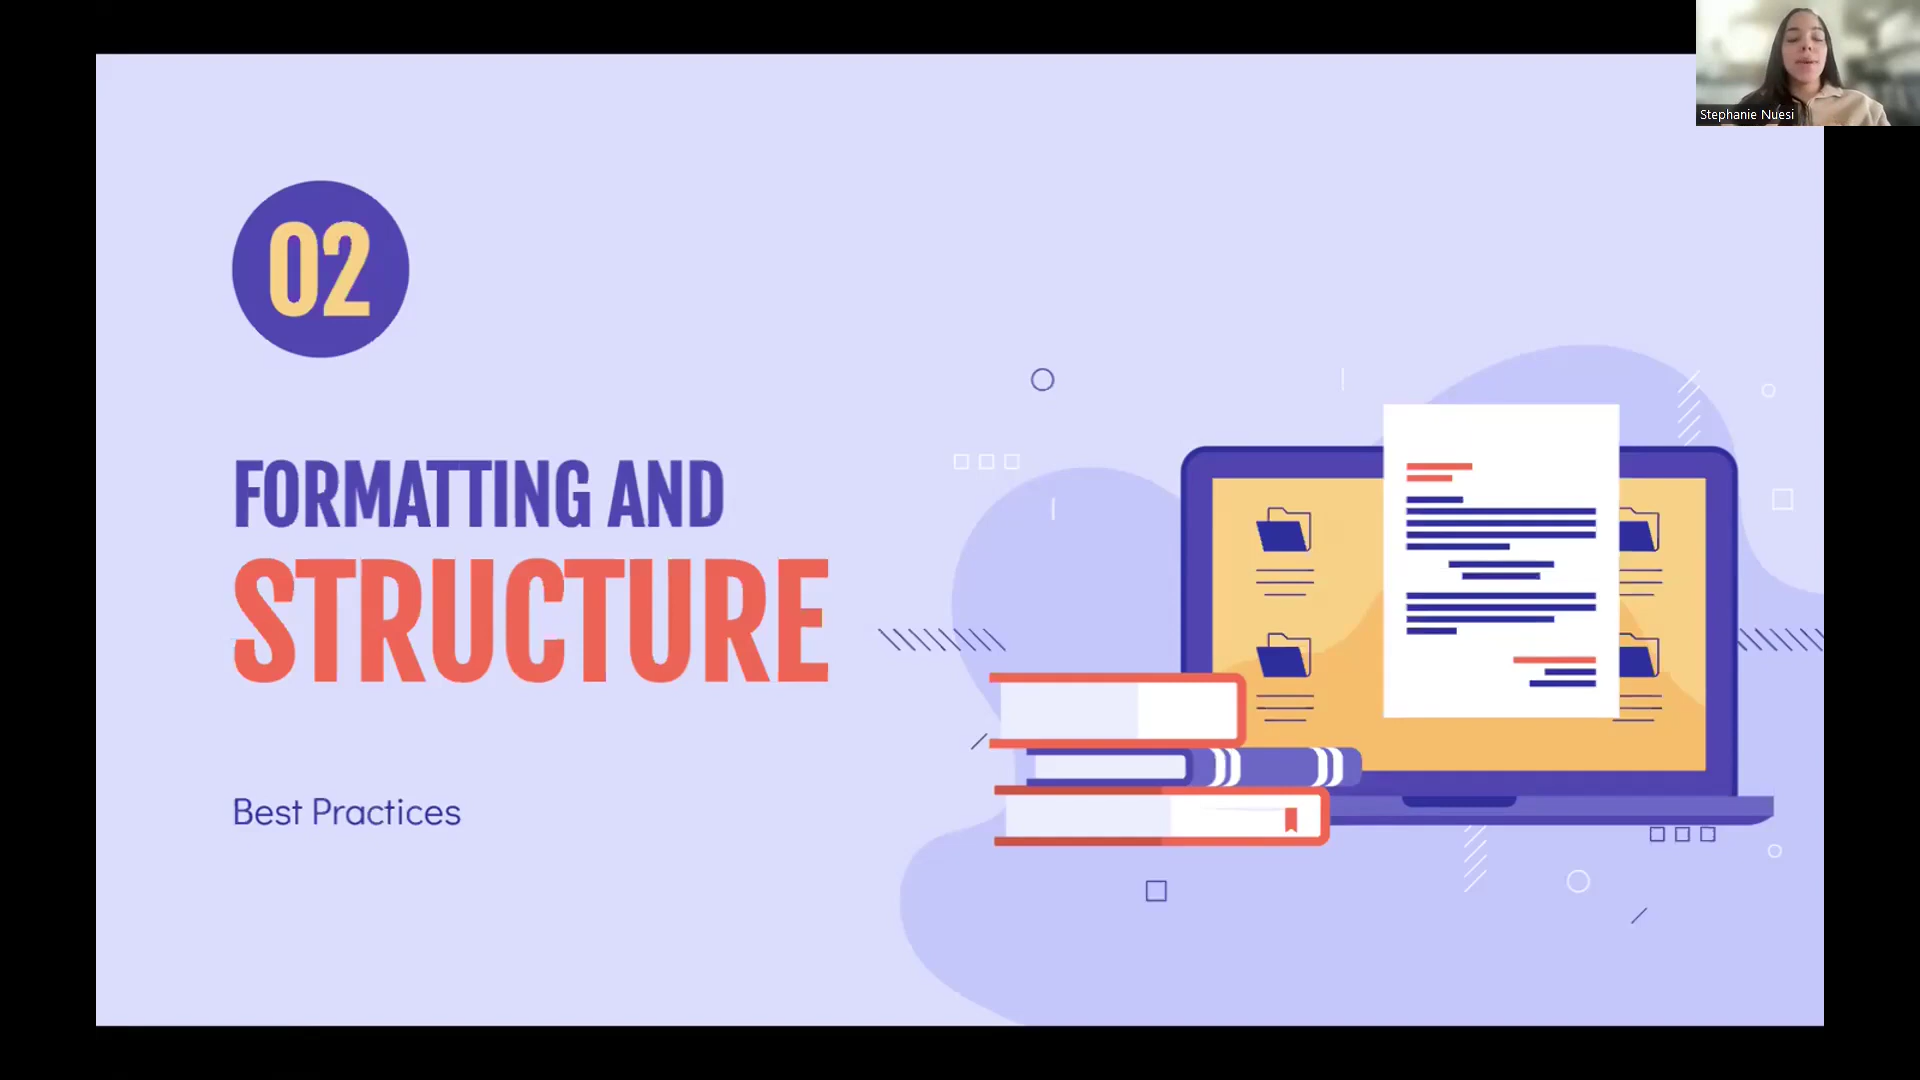 Stephanie Nuesi
02
FORMATTING AND
STRUCTURE
Best Practices